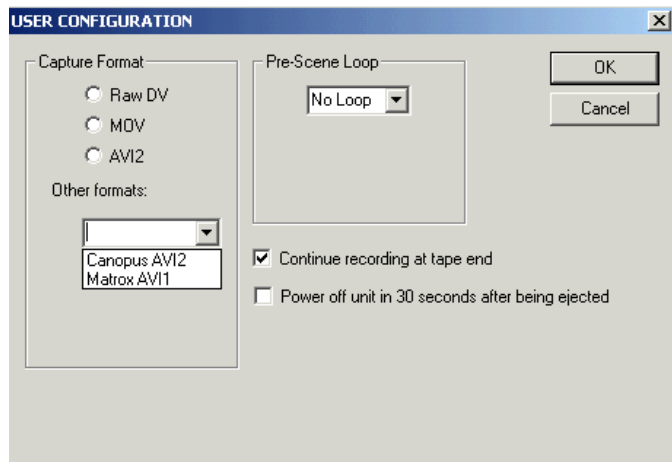 USER CONFIGURATION
Capture Format
Raw DV
MOV
AVI2
Other formats:
Canopus AVI2
Matrox AVI1
Pre-Scene Loop
No Loop
Continue recording at tape end
Power off unit in 30 seconds after being ejected
OK
Cancel